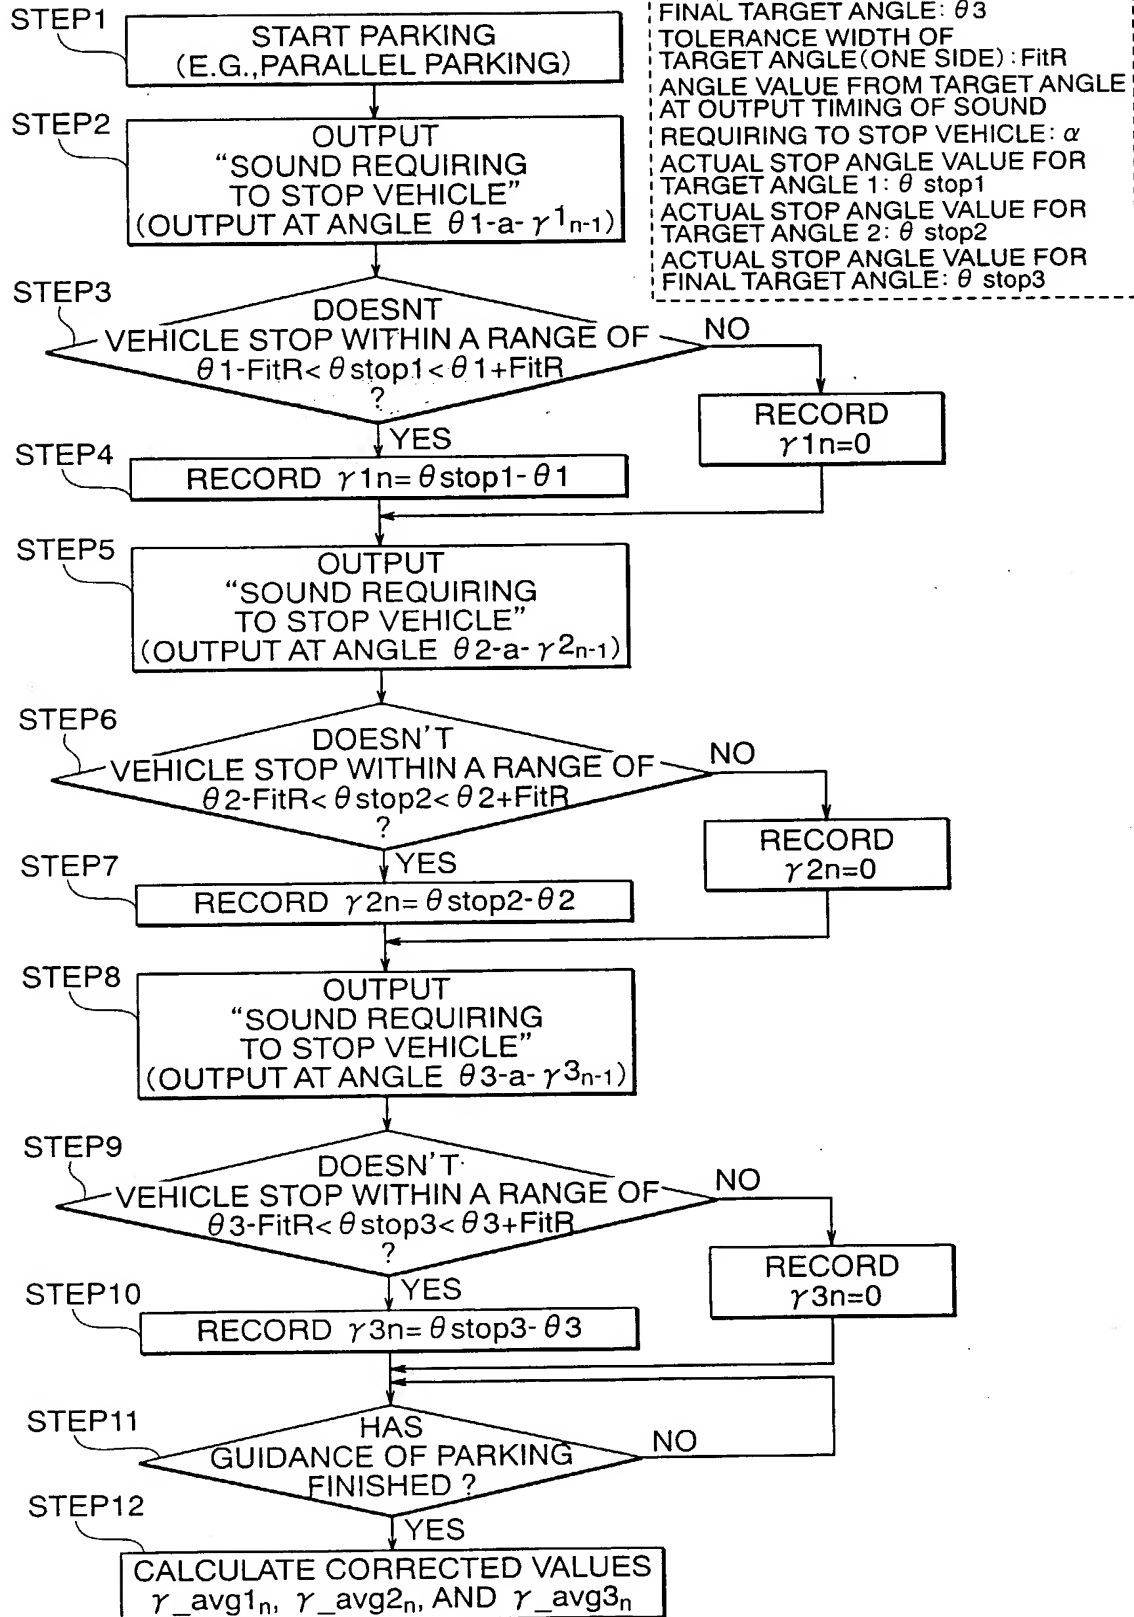 STEP1
START PARKING
(E.G.,PARALLEL PARKING)
FINAL TARGET ANGLE: θ3
TOLERANCE WIDTH OF
TARGET ANGLE(ONE SIDE):FitR
ANGLE VALUE FROM TARGET ANGLE
AT OUTPUT TIMING OF SOUND
REQUIRING TO STOP VEHICLE: α
ACTUAL STOP ANGLE VALUE FOR
TARGET ANGLE 1: θ stop1
ACTUAL STOP ANGLE VALUE FOR
TARGET ANGLE 2: θ stop2
ACTUAL STOP ANGLE VALUE FOR
FINAL TARGET ANGLE: θ stop3
STEP2
OUTPUT
“SOUND REQUIRING
TO STOP VEHICLE”
(OUTPUT AT ANGLE θ1-a-γ1n-1)
STEP3
DOESNT
VEHICLE STOP WITHIN A RANGE OF
θ1-FitR<θstop1<θ1+FitR
?
NO
RECORD
γ1n=0
YES
STEP4
RECORD γ1n=θstop1-θ1
STEP5
OUTPUT
“SOUND REQUIRING
TO STOP VEHICLE”
(OUTPUT AT ANGLE θ2-a-γ2n-1)
STEP6
DOESN'T
VEHICLE STOP WITHIN A RANGE OF
θ2-FitR<θstop2<θ2+FitR
?
NO
RECORD
γ2n=0
YES
STEP7
RECORD γ2n=θstop2-θ2
STEP8
OUTPUT
“SOUND REQUIRING
TO STOP VEHICLE”
(OUTPUT AT ANGLE θ3-a-γ3n-1)
STEP9
DOESN'T
VEHICLE STOP WITHIN A RANGE OF
θ3-FitR<θstop3<θ3+FitR
?
NO
RECORD
γ3n=0
YES
STEP10
RECORD γ3n=θstop3-θ3
STEP11
HAS
GUIDANCE OF PARKING
FINISHED ?
NO
YES
STEP12
CALCULATE CORRECTED VALUES
γ_avg1n, γ_avg2n, AND γ_avg3n